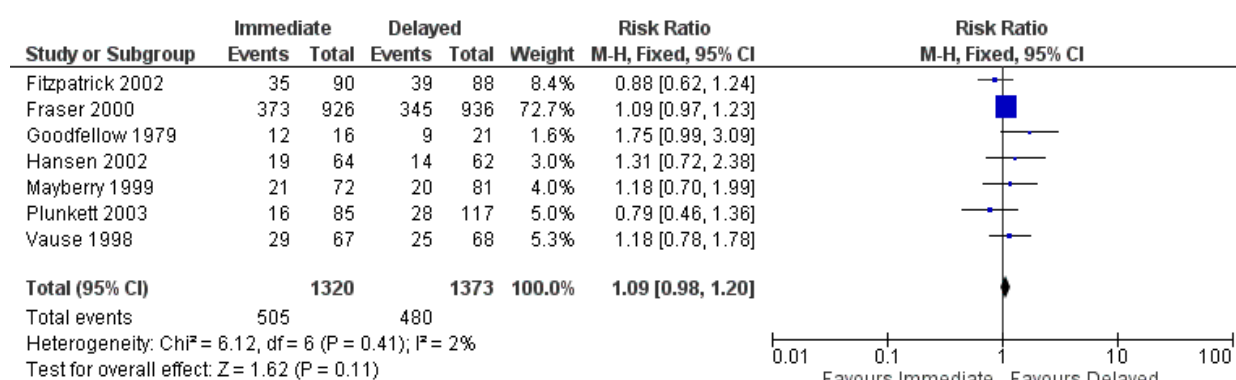 Immediate Delayed Risk Ratio Risk Ratio
Study or Subgroup Events Total Events Total Weight M-H, Fixed, 95% CI M-H, Fixed, 95% CI
Fitzpatrick 2002 35 90 39 88 8.4% 0.88 [0.62, 1.24]
Fraser 2000 373 926 345 936 72.7% 1.09 [0.97, 1.23]
Goodfellow 1979 12 16 9 21 1.6% 1.75 [0.99, 3.09]
Hansen 2002 19 64 14 62 3.0% 1.31 [0.72, 2.38]
Mayberry 1999 21 72 20 81 4.0% 1.18 [0.70, 1.99]
Plunkett 2003 16 85 28 117 5.0% 0.79 [0.46, 1.36]
Vause 1998 29 67 25 68 5.3% 1.18 [0.78, 1.78]
Total (95% CI) 1320 1373 100.0% 1.09 [0.98, 1.20]
Total events 505 480
Heterogeneity: Chi² = 6.12, df = 6 (P = 0.41); I² = 2%
Test for overall effect: Z = 1.62 (P = 0.11)
0.01 0.1 1 10 100
Favours Immediate Favours Delayed